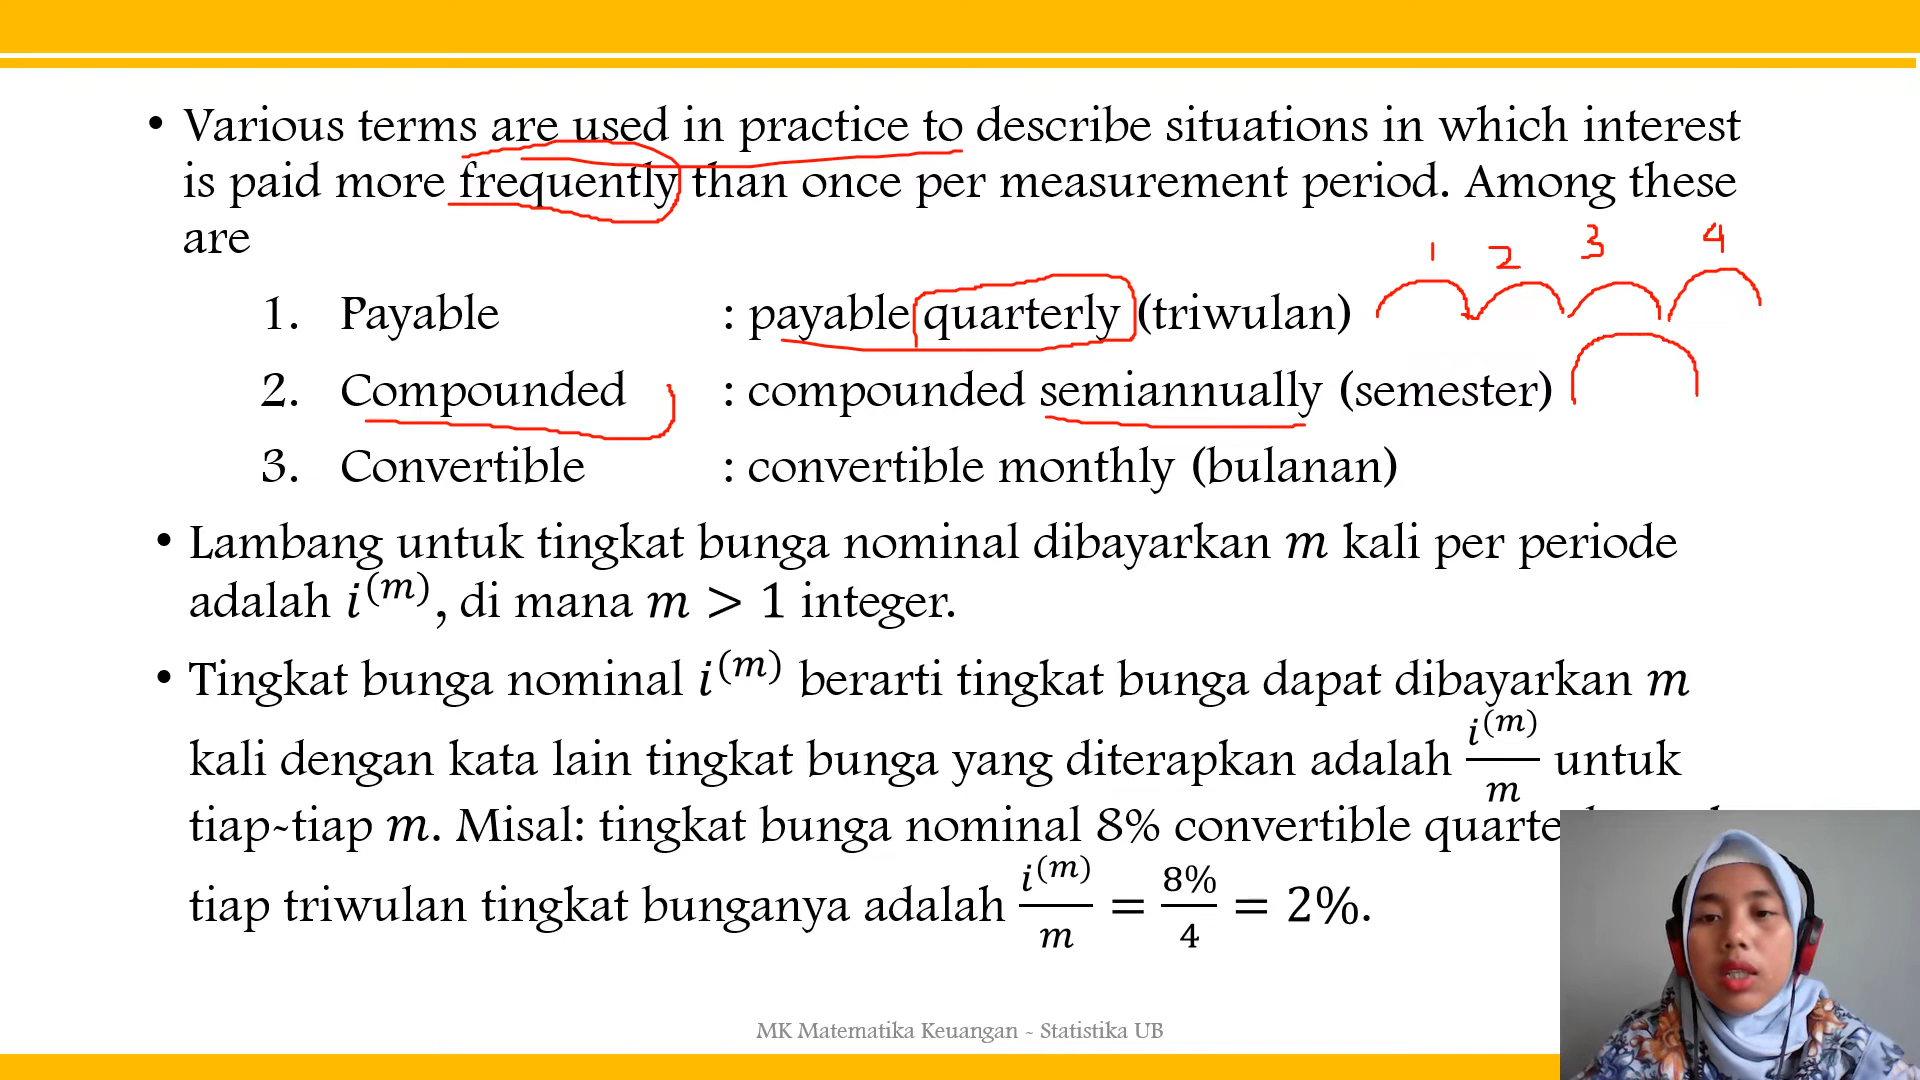 • Various terms are used in practice to describe situations in which interest
is paid more frequently than once per measurement period. Among these
are
1 2 3 4
1. Payable : payable quarterly (triwulan)
2. Compounded : compounded semiannually (semester)
3. Convertible : convertible monthly (bulanan)
• Lambang untuk tingkat bunga nominal dibayarkan m kali per periode
adalah i^(m), di mana m > 1 integer.
• Tingkat bunga nominal i^(m) berarti tingkat bunga dapat dibayarkan m
kali dengan kata lain tingkat bunga yang diterapkan adalah i^(m)/m untuk
tiap-tiap m. Misal: tingkat bunga nominal 8% convertible
tiap triwulan tingkat bunganya adalah i^(m)/m = 8%/4 = 2%.
MK Matematika Keuangan ~ Statistika UB